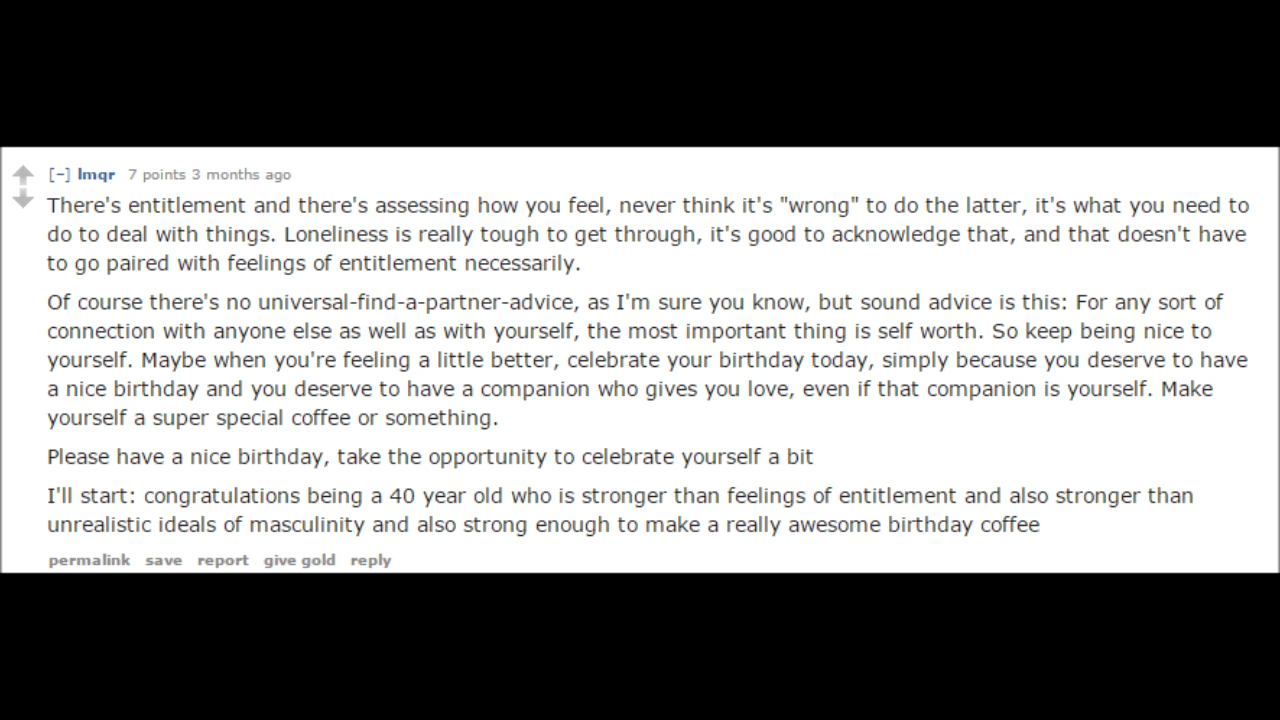 [-] lmqr 7 points 3 months ago
There's entitlement and there's assessing how you feel, never think it's "wrong" to do the latter, it's what you need to
do to deal with things. Loneliness is really tough to get through, it's good to acknowledge that, and that doesn't have
to go paired with feelings of entitlement necessarily.
Of course there's no universal-find-a-partner-advice, as I'm sure you know, but sound advice is this: For any sort of
connection with anyone else as well as with yourself, the most important thing is self worth. So keep being nice to
yourself. Maybe when you're feeling a little better, celebrate your birthday today, simply because you deserve to have
a nice birthday and you deserve to have a companion who gives you love, even if that companion is yourself. Make
yourself a super special coffee or something.
Please have a nice birthday, take the opportunity to celebrate yourself a bit
I'll start: congratulations being a 40 year old who is stronger than feelings of entitlement and also stronger than
unrealistic ideals of masculinity and also strong enough to make a really awesome birthday coffee
permalink save report give gold reply